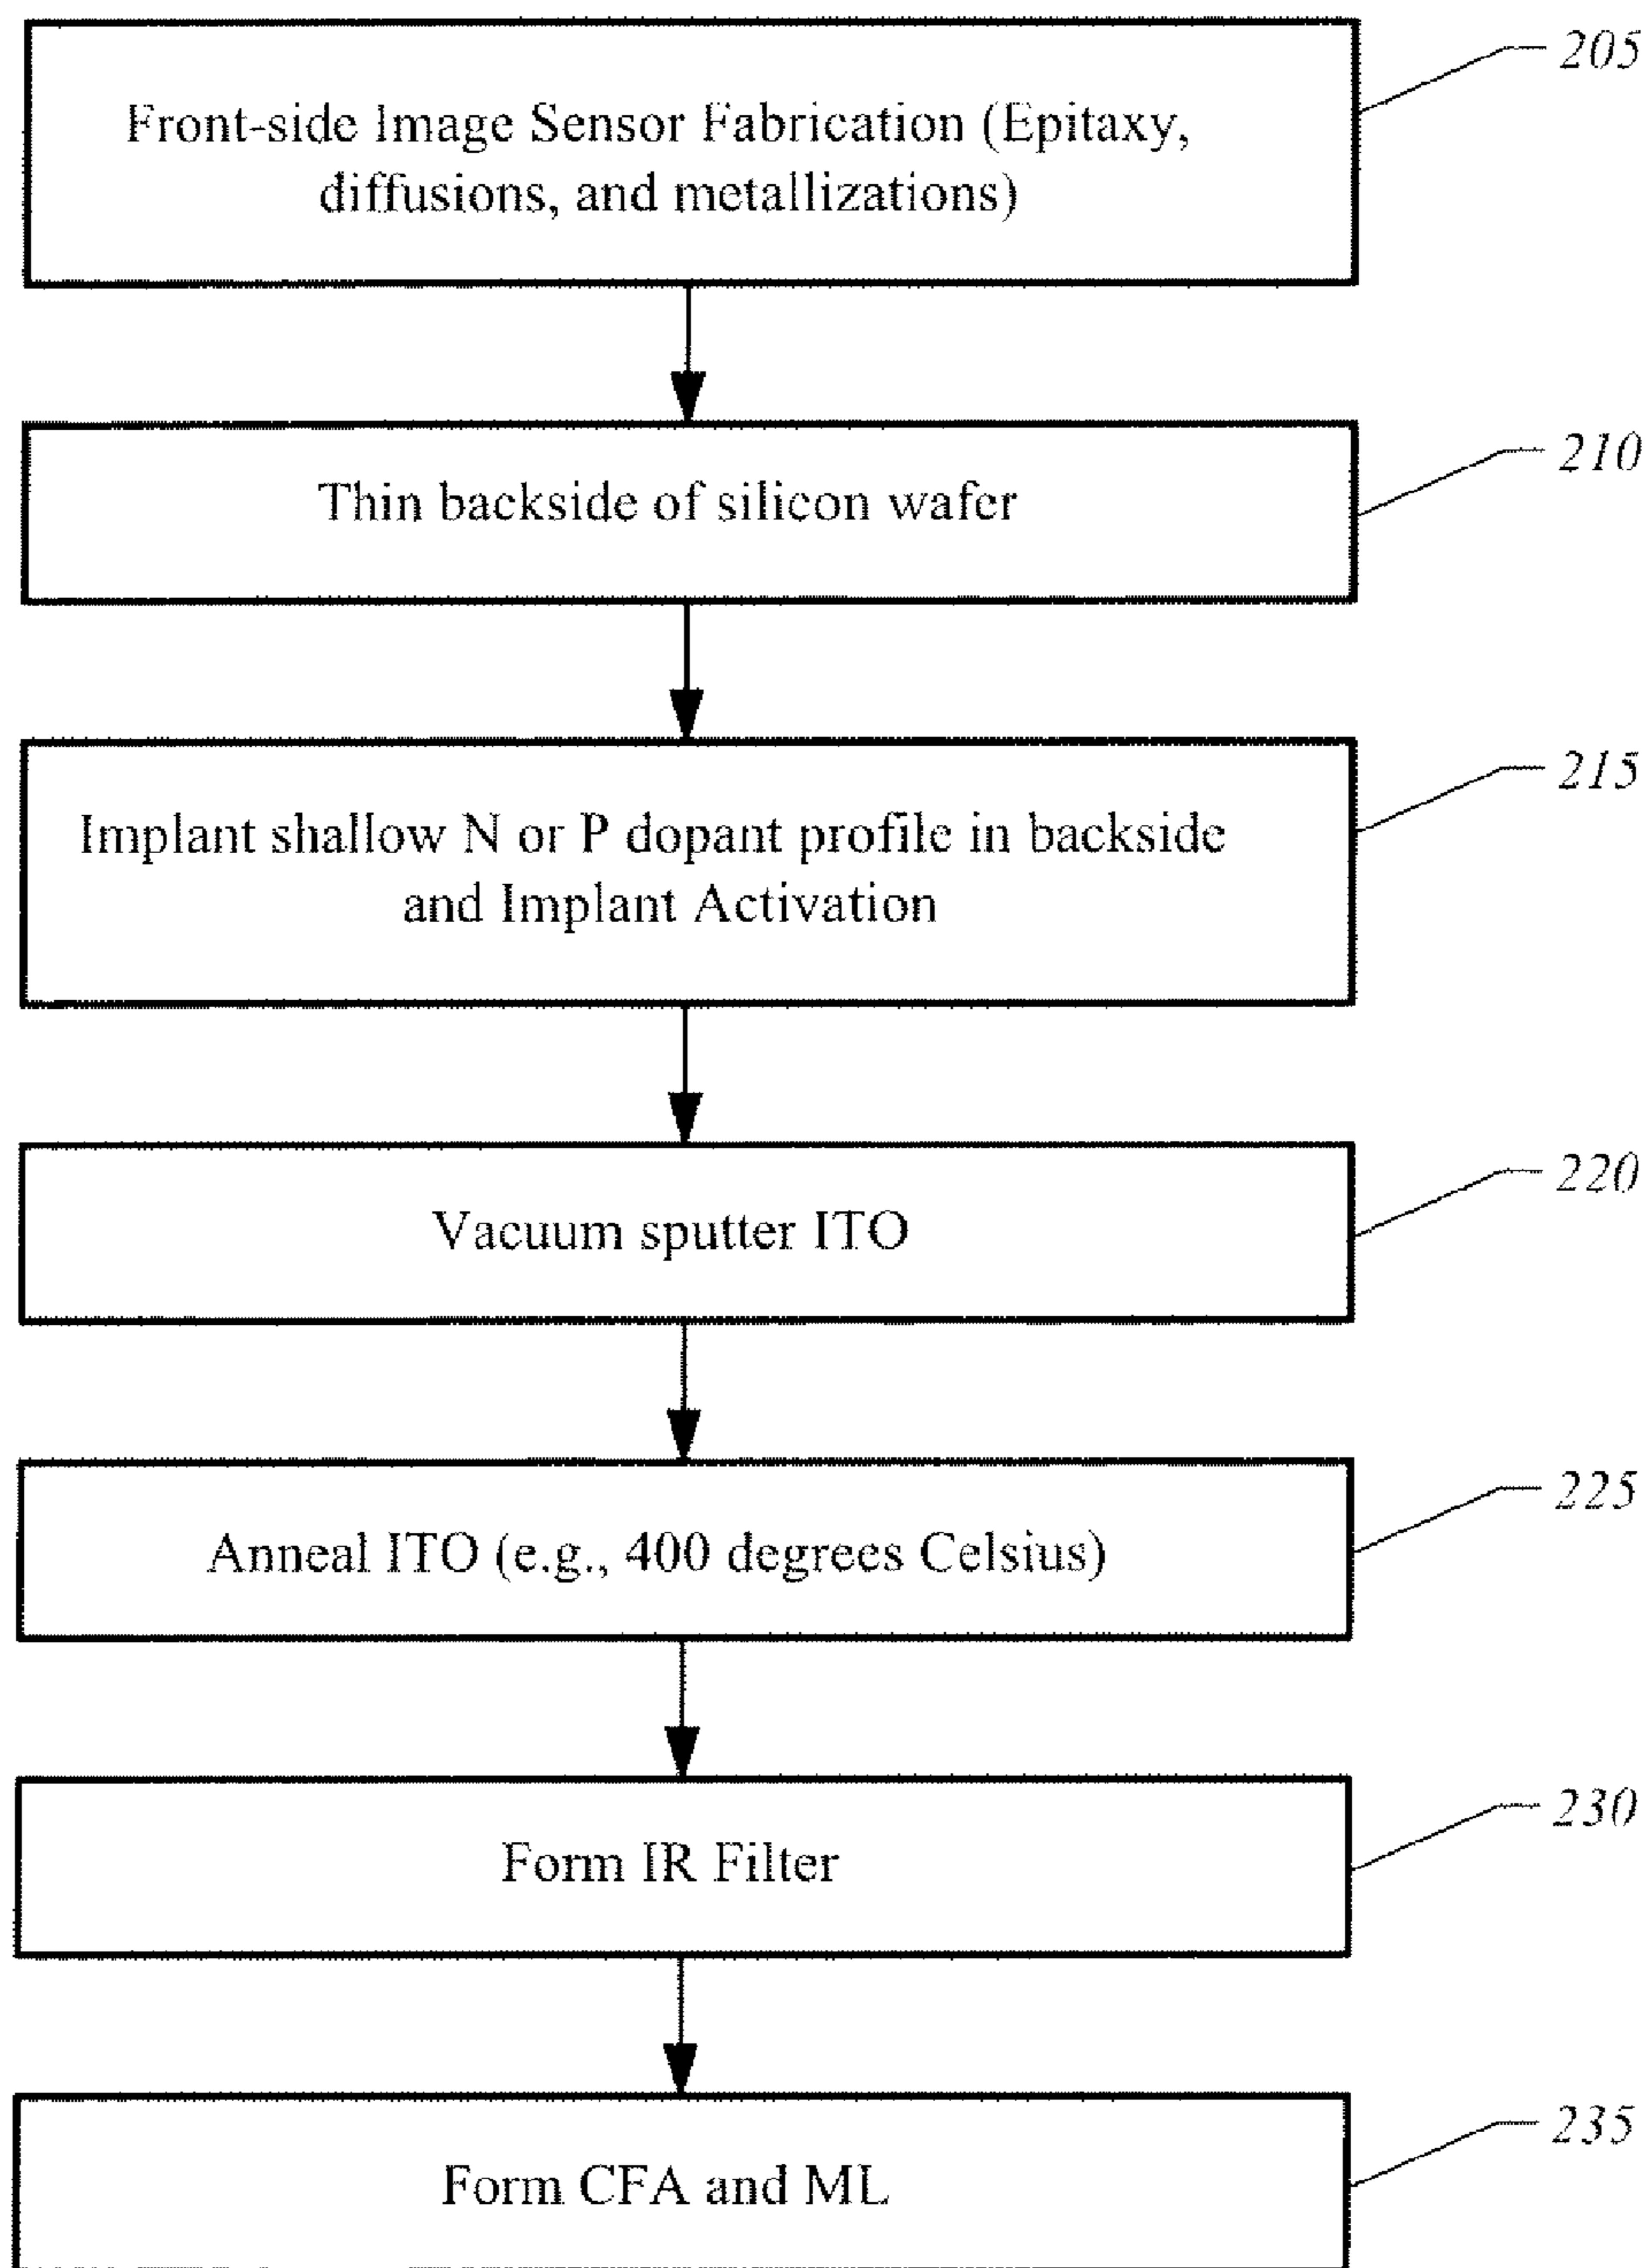 205
Front-side Image Sensor Fabrication (Epitaxy,
diffusions, and metallizations)
210
Thin backside of silicon wafer
215
Implant shallow N or P dopant profile in backside
and Implant Activation
220
Vacuum sputter ITO
225
Anneal ITO (e.g., 400 degrees Celsius)
230
Form IR Filter
235
Form CFA and ML